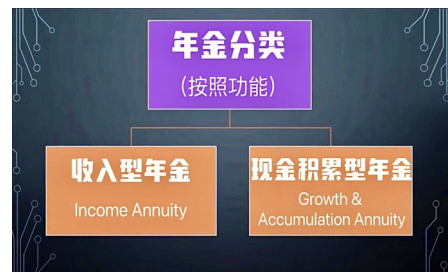 年金分类
(按照功能)
收入型年金
Income Annuity
现金积累型年金
Growth &
Accumulation Annuity